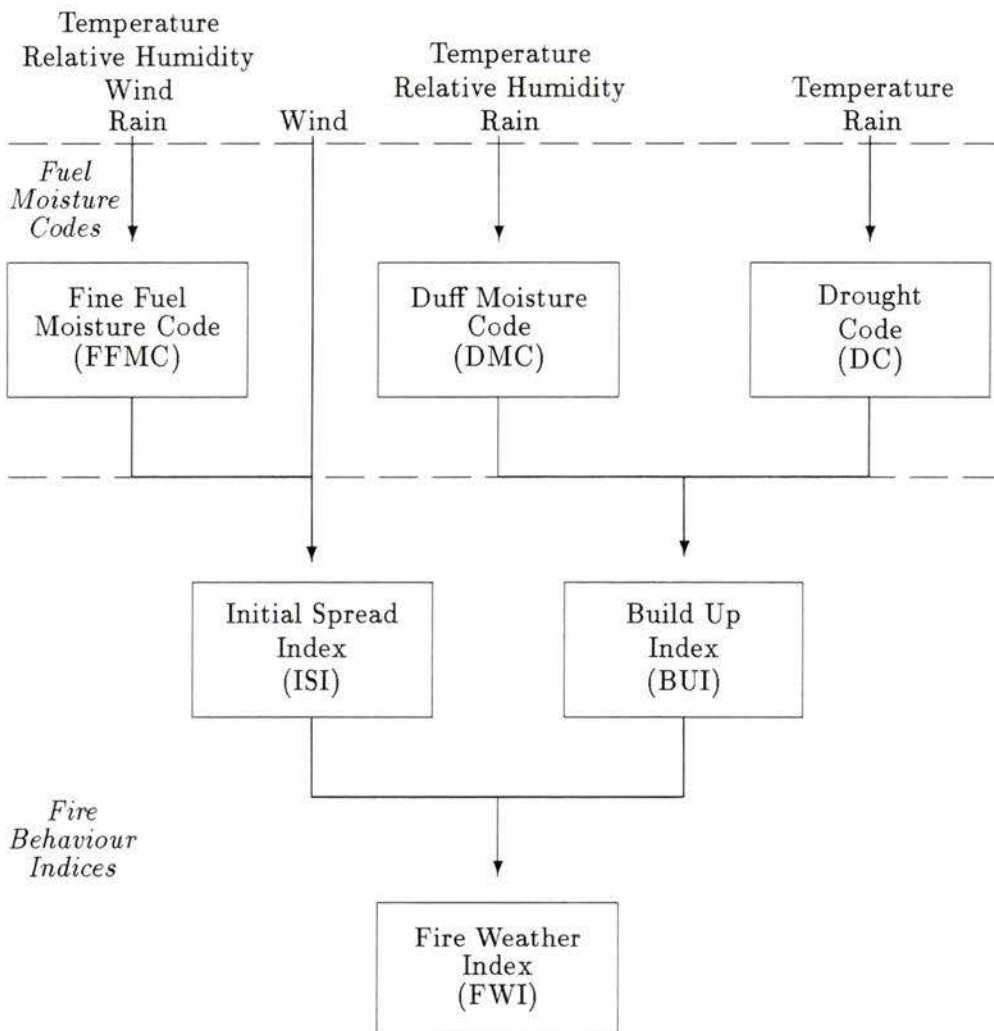 Temperature
Relative Humidity
Wind
Rain
Wind
Temperature
Relative Humidity
Rain
Temperature
Rain
Fuel
Moisture
Codes
Fine Fuel
Moisture Code
(FFMC)
Duff Moisture
Code
(DMC)
Drought
Code
(DC)
Initial Spread
Index
(ISI)
Build Up
Index
(BUI)
Fire
Behaviour
Indices
Fire Weather
Index
(FWI)